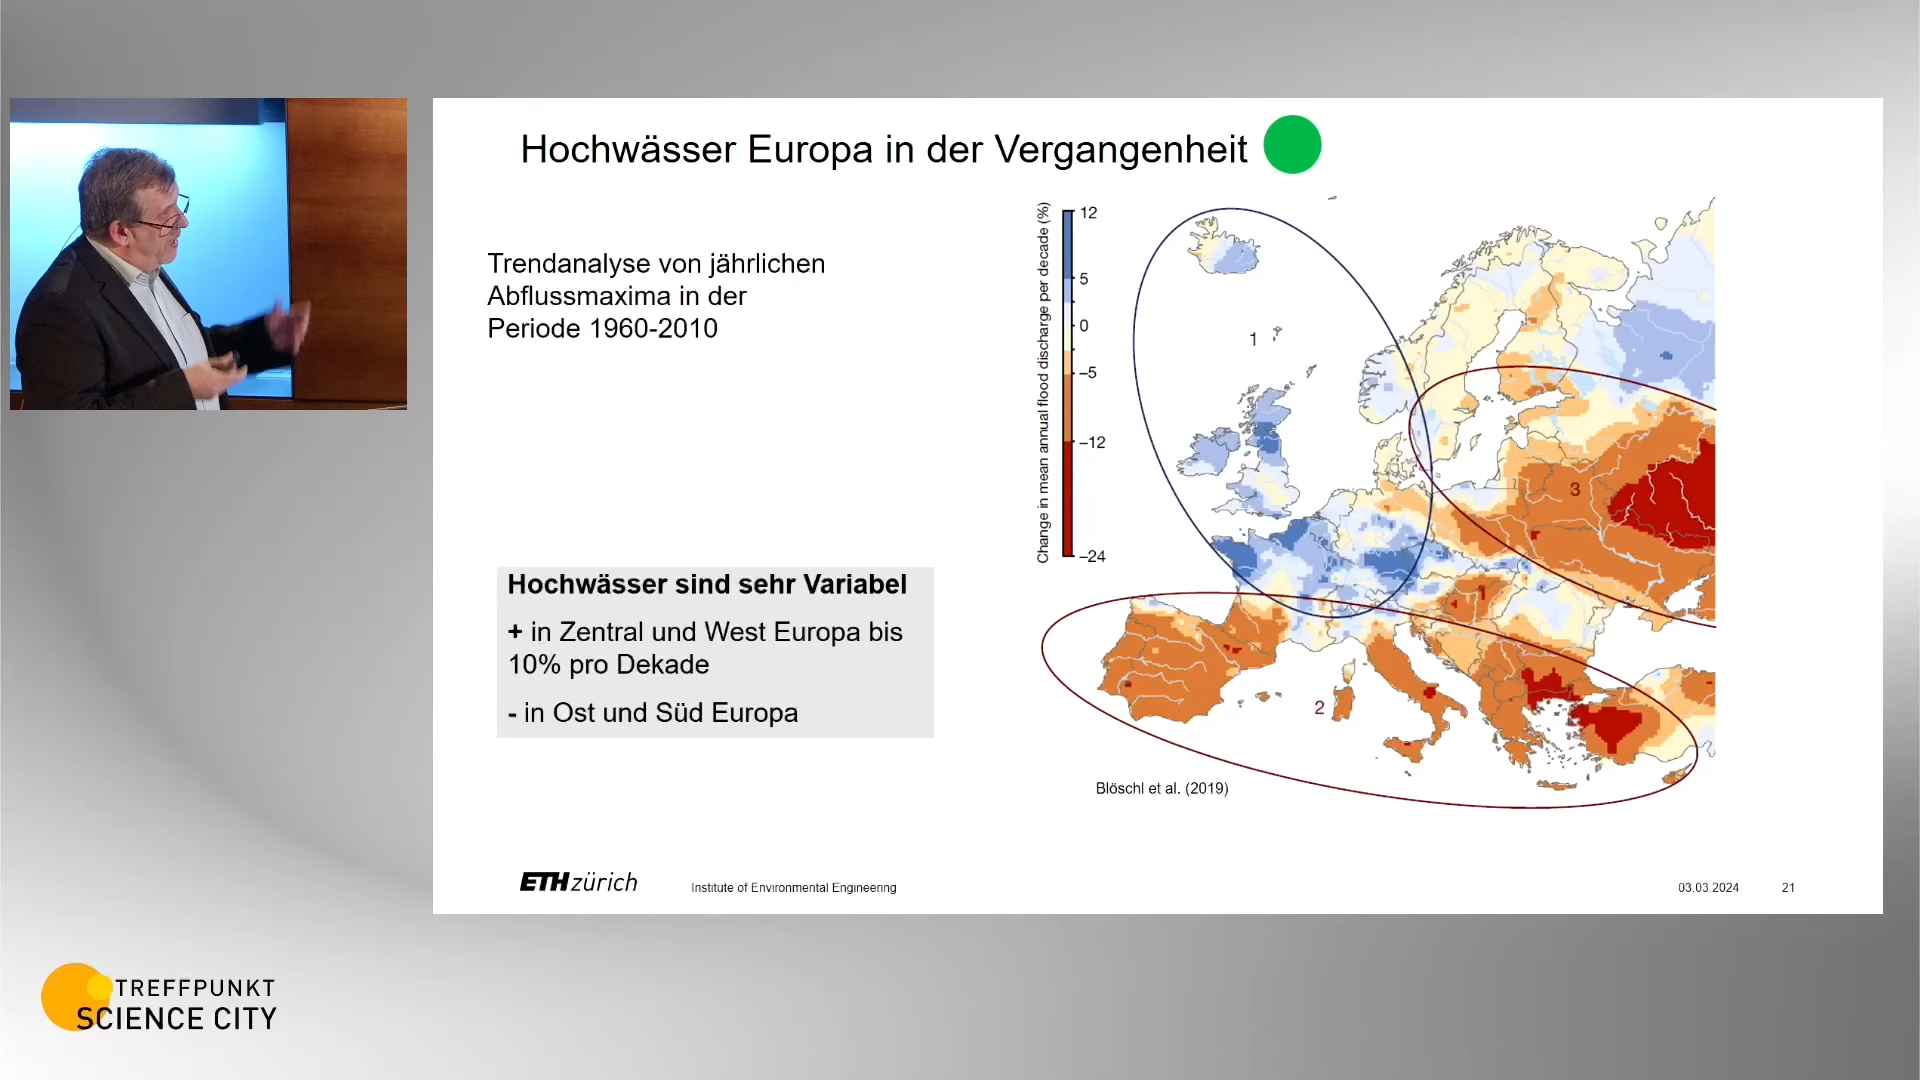 Hochwässer Europa in der Vergangenheit
Trendanalyse von jährlichen
Abflussmaxima in der
Periode 1960-2010
Hochwässer sind sehr Variabel
+ in Zentral und West Europa bis
10% pro Dekade
- in Ost und Süd Europa
Change in mean annual flood discharge per decade (%)
12
5
0
−5
−12
−24
1
3
2
Blöschl et al. (2019)
ETH zürich
Institute of Environmental Engineering
03.03.2024
21
TREFFPUNKT
SCIENCE CITY